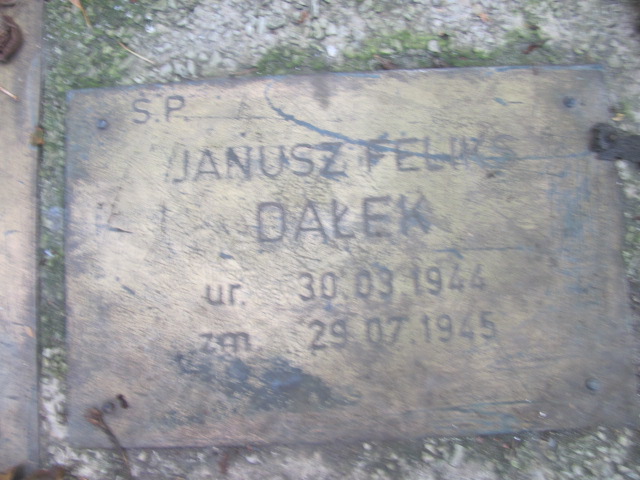 S.P.
JANUSZ FELIKS
DAŁEK
ur. 30.03.1944
zm. 29.07.1945